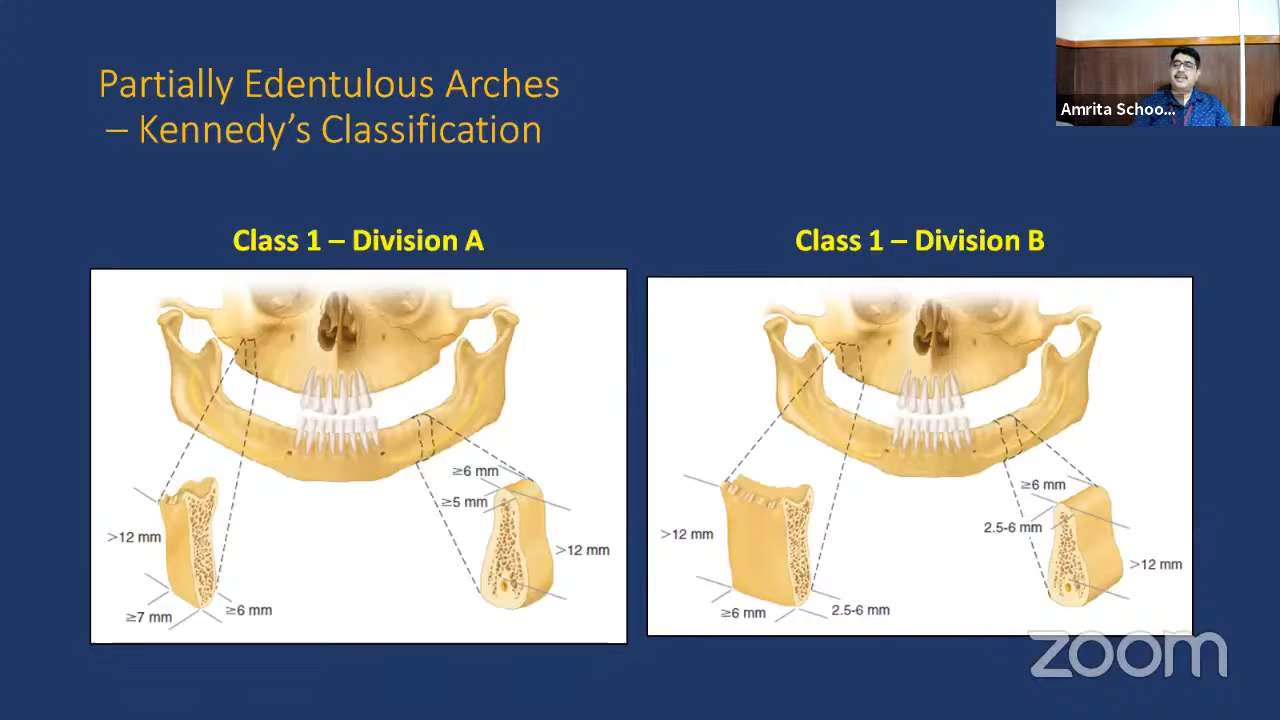 Partially Edentulous Arches
– Kennedy’s Classification
Amrita Schoo...
Class 1 – Division A
Class 1 – Division B
≥6 mm
≥5 mm
>12 mm
>12 mm
≥7 mm
≥6 mm
≥6 mm
2.5-6 mm
>12 mm
>12 mm
≥6 mm
2.5-6 mm
zoom